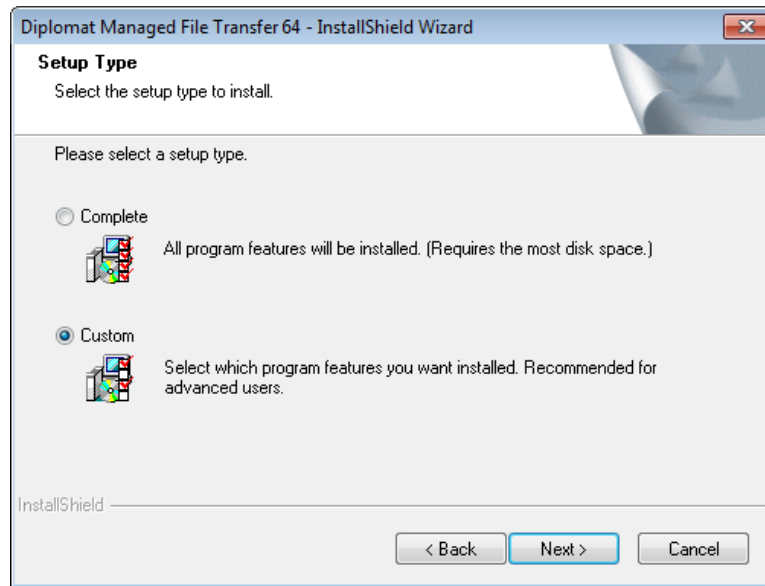 Diplomat Managed File Transfer 64 - InstallShield Wizard
Setup Type
Select the setup type to install.
Please select a setup type.
Complete
All program features will be installed. (Requires the most disk space.)
Custom
Select which program features you want installed. Recommended for
advanced users.
InstallShield
< Back Next > Cancel